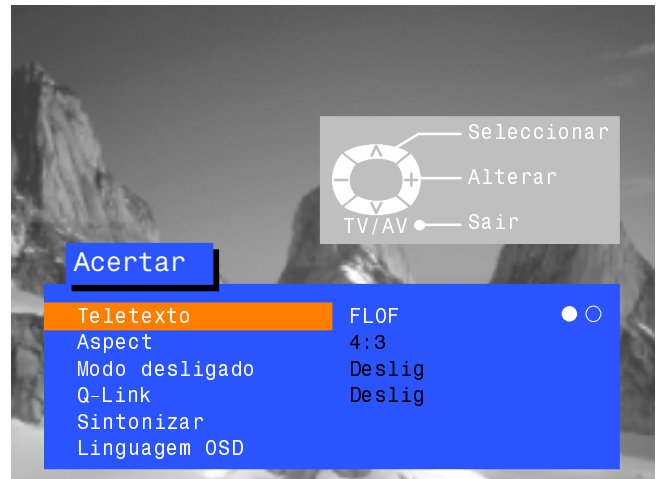 Seleccionar
Alterar
TV/AV Sair
Acertar
Teletexto FLOF
Aspect 4:3
Modo desligado Deslig
Q-Link Deslig
Sintonizar
Linguagem OSD